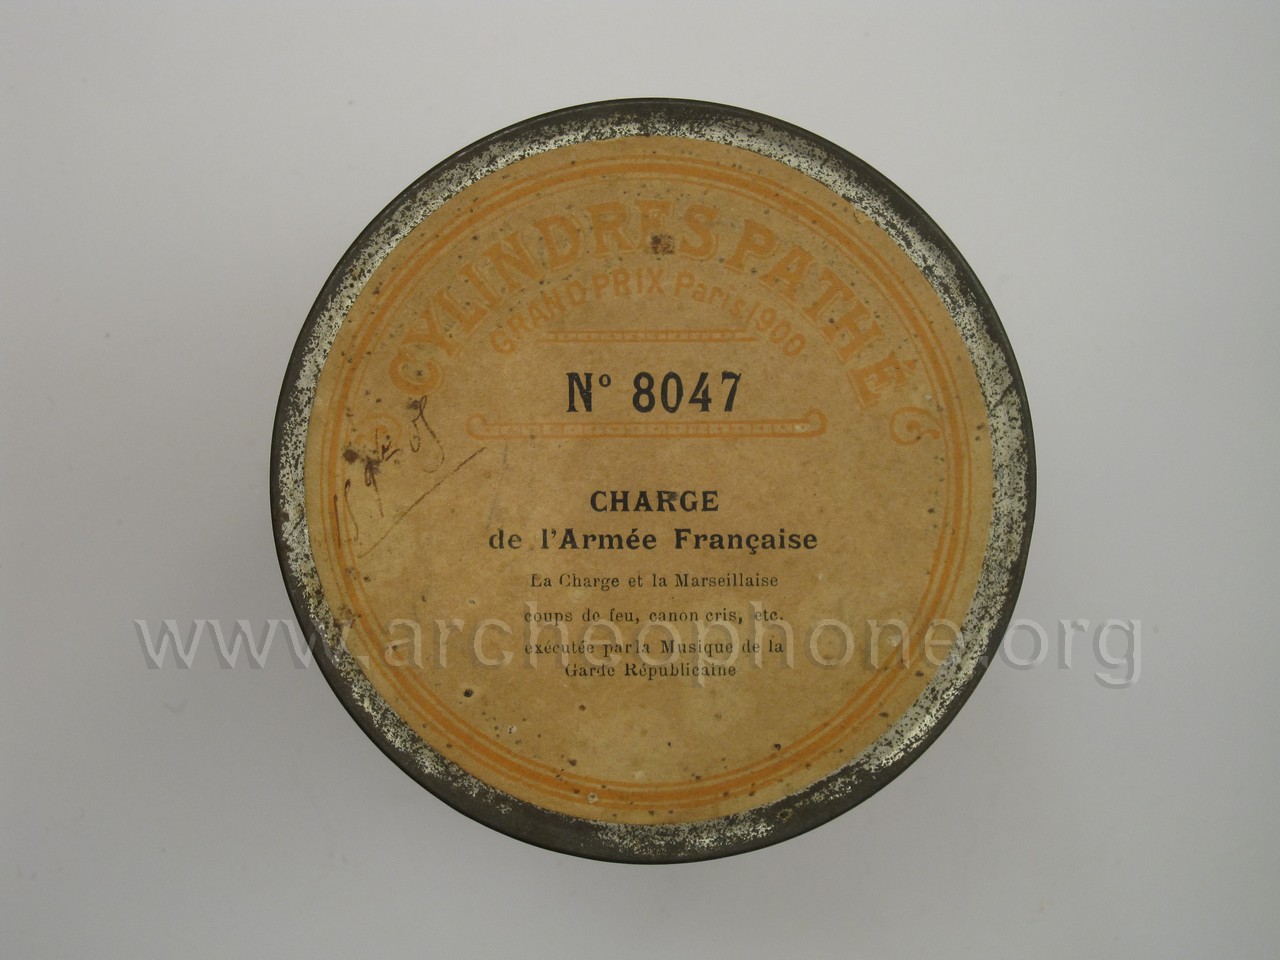 CYLINDRES PATHÉ
GRAND PRIX Paris 1900
Nº 8047
CHARGE
de l'Armée Française
La Charge et la Marseillaise
coups de feu, canon cris, etc.
exécutée par la Musique de la
Garde Républicaine
www.archeophone.org